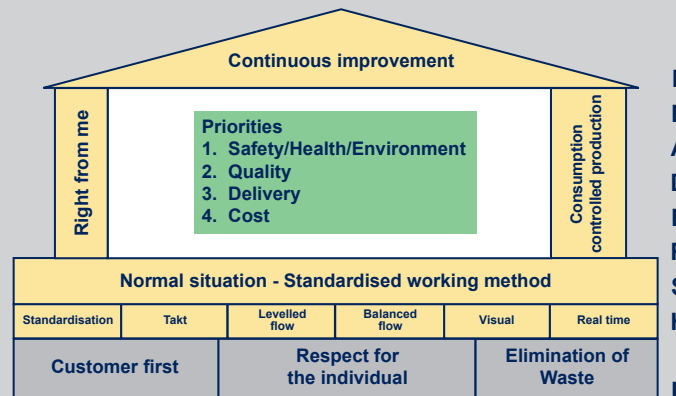 Continuous improvement
Right from me
Priorities
1. Safety/Health/Environment
2. Quality
3. Delivery
4. Cost
Consumption
controlled production
Normal situation - Standardised working method
Standardisation
Takt
Levelled
flow
Balanced
flow
Visual
Real time
Customer first
Respect for
the individual
Elimination of
Waste